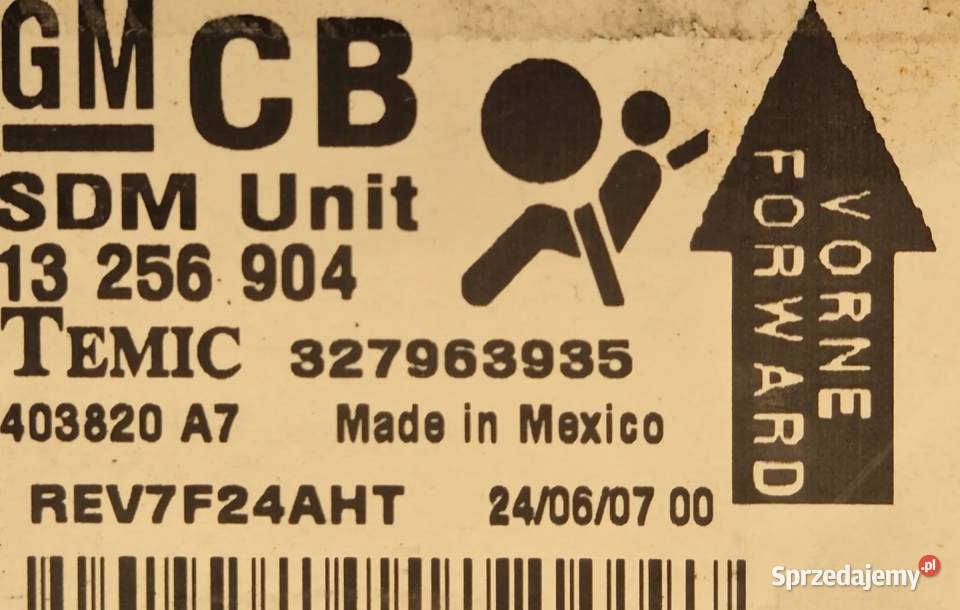 GM CB
SDM Unit
13 256 904
TEMIC 327963935
403820 A7 Made in Mexico
REV7F24AHT 24/06/07 00
VORNE
FORWARD
Sprzedajemy.pl